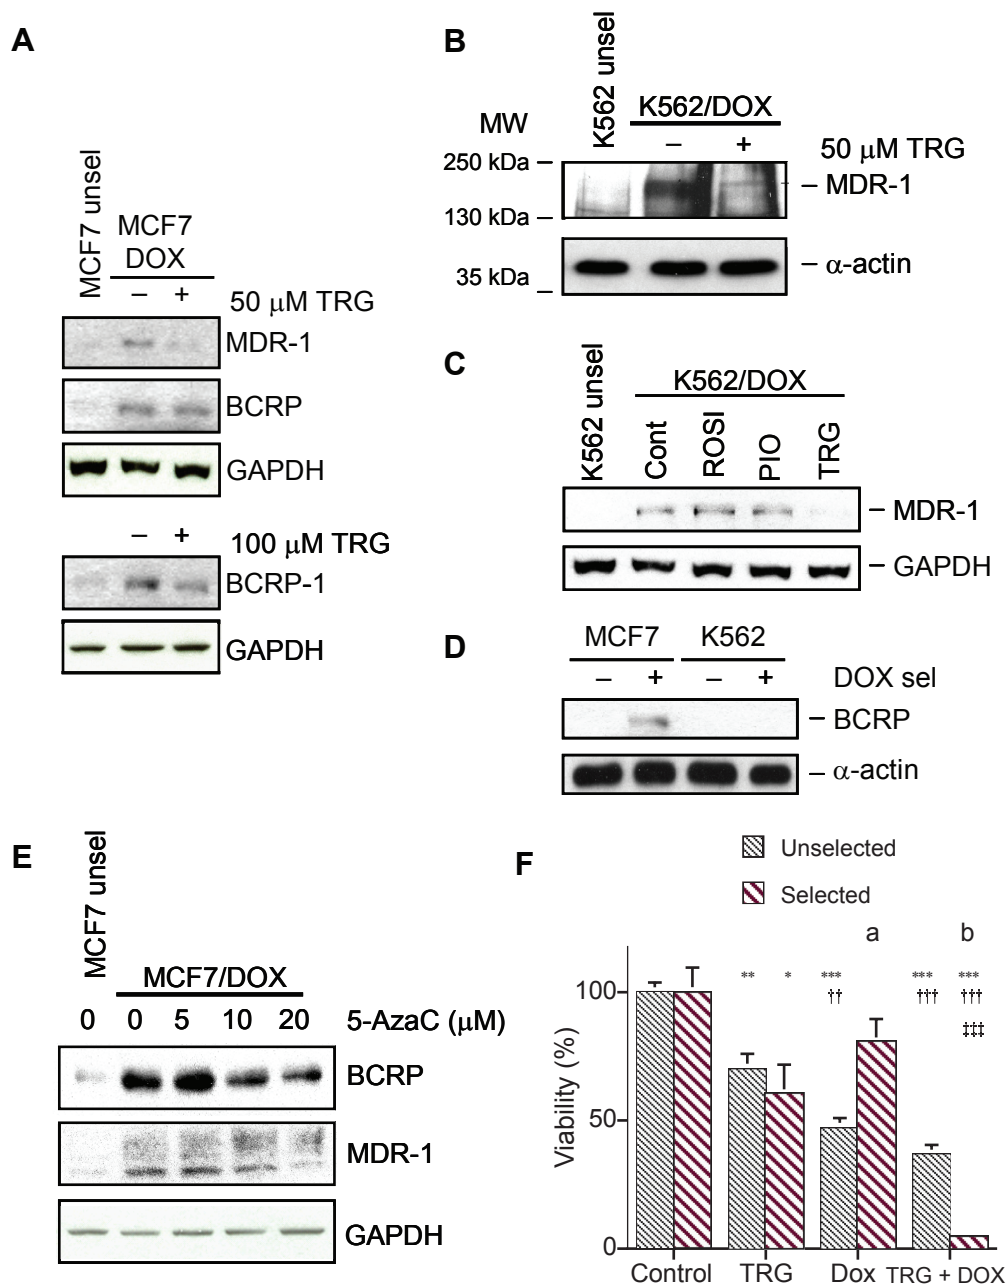 A
MCF7 unsel
MCF7
DOX
– +
50 μM TRG
MDR-1
BCRP
GAPDH
– +
100 μM TRG
BCRP-1
GAPDH
B
K562 unsel
K562/DOX
MW
– +
50 μM TRG
250 kDa –
– MDR-1
130 kDa –
– α-actin
35 kDa
C
K562 unsel
K562/DOX
Cont
ROSI
PIO
TRG
– MDR-1
– GAPDH
D
MCF7 K562
– + – + DOX sel
– BCRP
– α-actin
E
MCF7 unsel
MCF7/DOX
0 0 5 10 20 5-AzaC (μM)
BCRP
MDR-1
GAPDH
F
Unselected
Selected
a b
** * *** *** ***
†† ††† †††
‡‡‡
Viability (%)
100
50
0
Control TRG Dox TRG + DOX